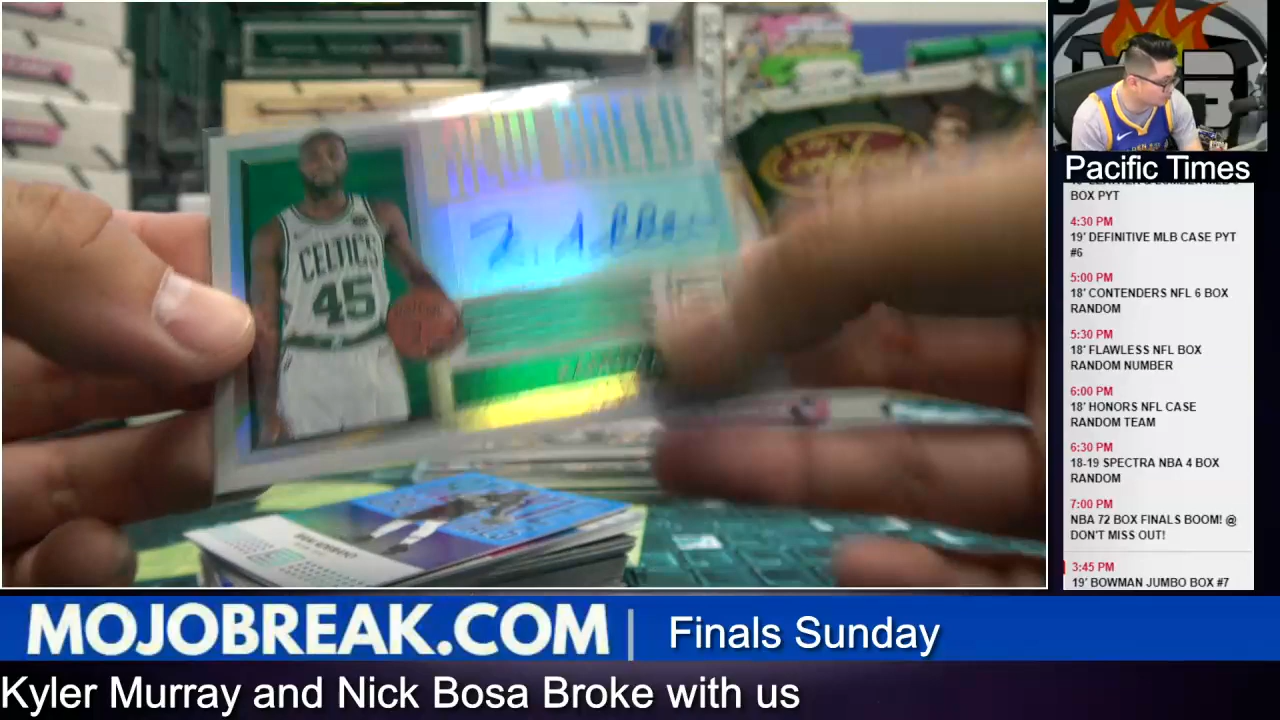 CELTICS
45
Pacific Times
BOX PYT
4:30 PM
19' DEFINITIVE MLB CASE PYT
#6
5:00 PM
18' CONTENDERS NFL 6 BOX
RANDOM
5:30 PM
18' FLAWLESS NFL BOX
RANDOM NUMBER
6:00 PM
18' HONORS NFL CASE
RANDOM TEAM
6:30 PM
18-19 SPECTRA NBA 4 BOX
RANDOM
7:00 PM
NBA 72 BOX FINALS BOOM! @
DON'T MISS OUT!
3:45 PM
19' BOWMAN JUMBO BOX #7
MOJOBREAK.COM | Finals Sunday
Kyler Murray and Nick Bosa Broke with us